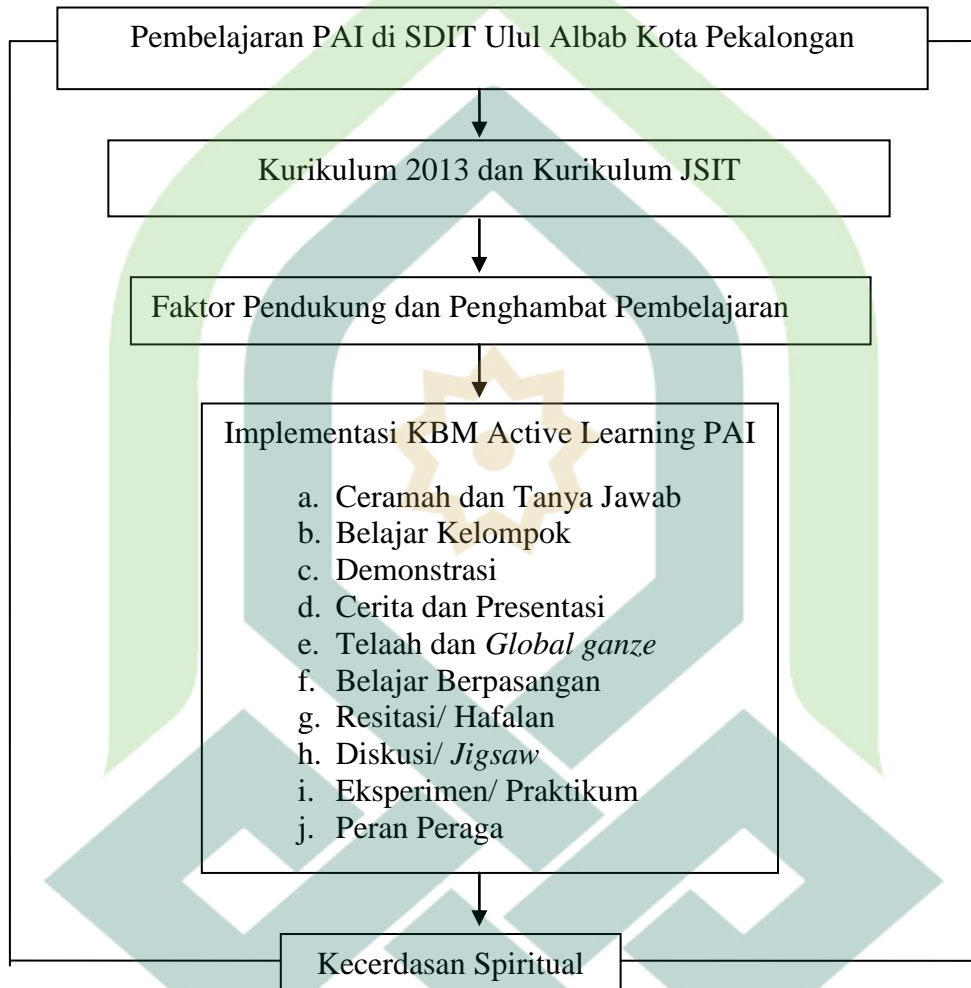 Pembelajaran PAI di SDIT Ulul Albab Kota Pekalongan
Kurikulum 2013 dan Kurikulum JSIT
Faktor Pendukung dan Penghambat Pembelajaran
Implementasi KBM Active Learning PAI
a. Ceramah dan Tanya Jawab
b. Belajar Kelompok
c. Demonstrasi
d. Cerita dan Presentasi
e. Telaah dan Global ganze
f. Belajar Berpasangan
g. Resitasi/ Hafalan
h. Diskusi/ Jigsaw
i. Eksperimen/ Praktikum
j. Peran Peraga
Kecerdasan Spiritual